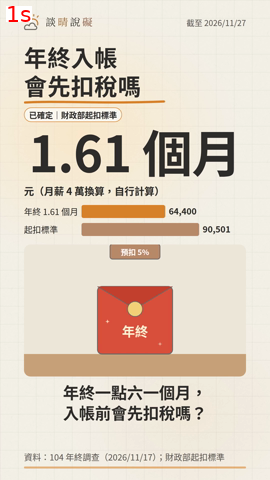 1s
談晴說礙
截至 2026/11/27
年終入帳
會先扣稅嗎
已確定｜財政部起扣標準
1.61 個月
元（月薪 4 萬換算，自行計算）
年終 1.61 個月 64,400
起扣標準 90,501
預扣 5%
年終
年終一點六一個月，
入帳前會先扣稅嗎？
資料：104 年終調查（2026/11/17）；財政部起扣標準